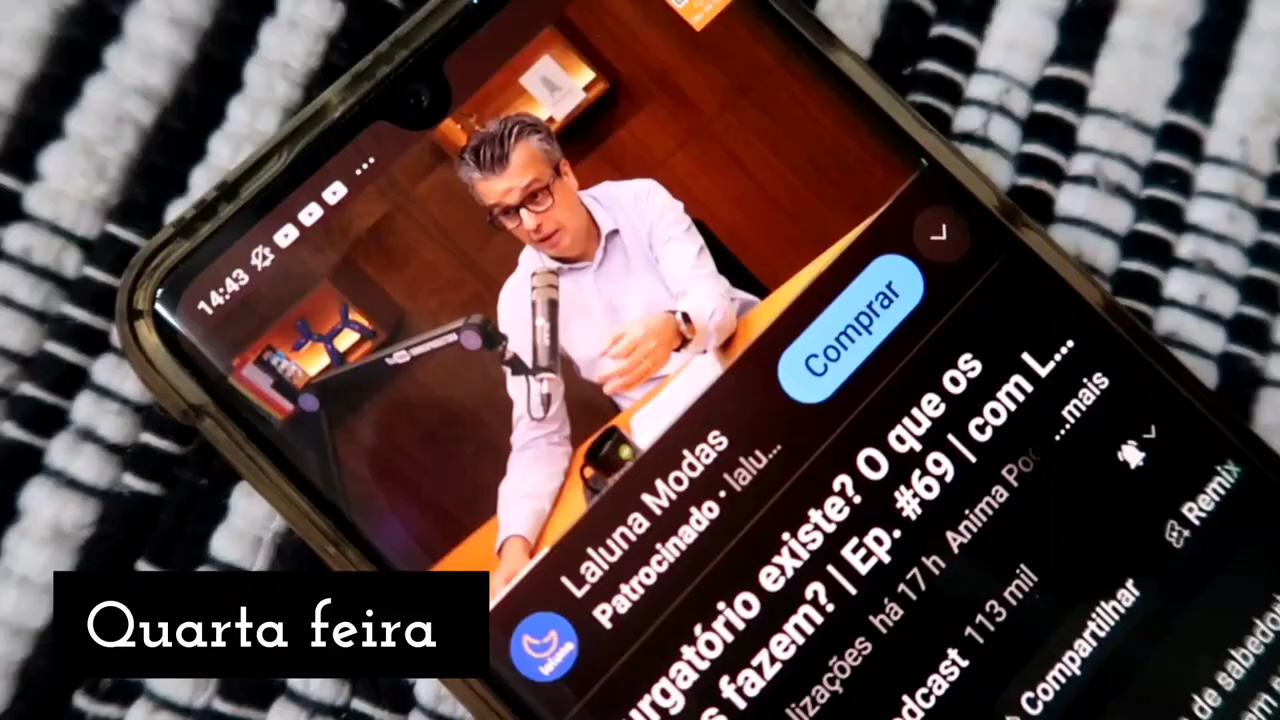 14:43
Comprar
Laluna Modas
Patrocinado • lalu...
urgatório existe? O que os
s fazem? | Ep. #69 | com L...
lizações há 17 h Anima Po ...mais
odcast 113 mil
Compartilhar
Remix
de sabedo
Quarta feira